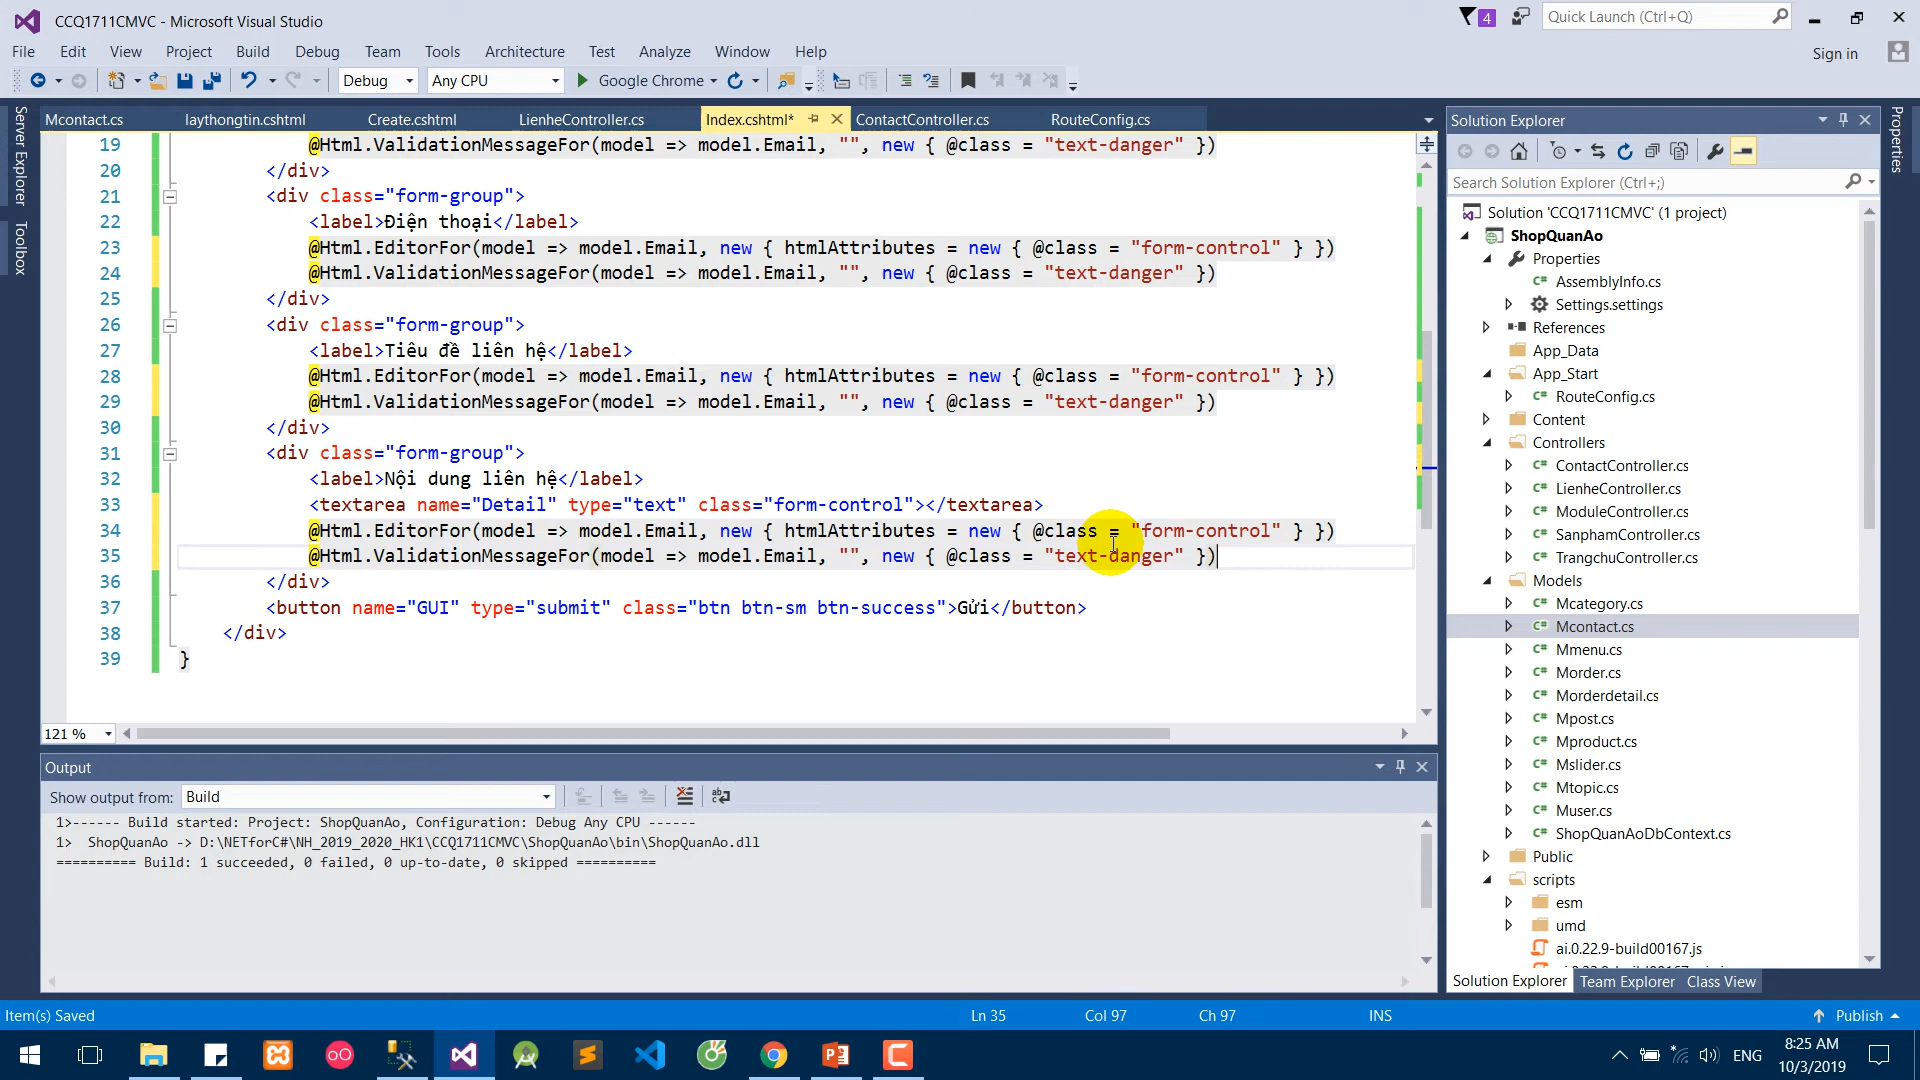 CCQ1711CMVC - Microsoft Visual Studio
4
Quick Launch (Ctrl+Q)
File Edit View Project Build Debug Team Tools Architecture Test Analyze Window Help
Sign in
Debug Any CPU Google Chrome
Mcontact.cs laythongtin.cshtml Create.cshtml LienheController.cs Index.cshtml* ContactController.cs RouteConfig.cs
Server Explorer
Toolbox
19 @Html.ValidationMessageFor(model => model.Email, "", new { @class = "text-danger" })
20 </div>
21 <div class="form-group">
22 <label>Điện thoại</label>
23 @Html.EditorFor(model => model.Email, new { htmlAttributes = new { @class = "form-control" } })
24 @Html.ValidationMessageFor(model => model.Email, "", new { @class = "text-danger" })
25 </div>
26 <div class="form-group">
27 <label>Tiêu đề liên hệ</label>
28 @Html.EditorFor(model => model.Email, new { htmlAttributes = new { @class = "form-control" } })
29 @Html.ValidationMessageFor(model => model.Email, "", new { @class = "text-danger" })
30 </div>
31 <div class="form-group">
32 <label>Nội dung liên hệ</label>
33 <textarea name="Detail" type="text" class="form-control"></textarea>
34 @Html.EditorFor(model => model.Email, new { htmlAttributes = new { @class = "form-control" } })
35 @Html.ValidationMessageFor(model => model.Email, "", new { @class = "text-danger" })
36 </div>
37 <button name="GUI" type="submit" class="btn btn-sm btn-success">Gửi</button>
38 </div>
39 }
121 %
Output
Show output from: Build
1>------ Build started: Project: ShopQuanAo, Configuration: Debug Any CPU ------
1>  ShopQuanAo -> D:\NETforC#\NH_2019_2020_HK1\CCQ1711CMVC\ShopQuanAo\bin\ShopQuanAo.dll
========== Build: 1 succeeded, 0 failed, 0 up-to-date, 0 skipped ==========
Solution Explorer
Search Solution Explorer (Ctrl+;)
Solution 'CCQ1711CMVC' (1 project)
ShopQuanAo
Properties
AssemblyInfo.cs
Settings.settings
References
App_Data
App_Start
RouteConfig.cs
Content
Controllers
ContactController.cs
LienheController.cs
ModuleController.cs
SanphamController.cs
TrangchuController.cs
Models
Mcategory.cs
Mcontact.cs
Mmenu.cs
Morder.cs
Morderdetail.cs
Mpost.cs
Mproduct.cs
Mslider.cs
Mtopic.cs
Muser.cs
ShopQuanAoDbContext.cs
Public
scripts
esm
umd
ai.0.22.9-build00167.js
Solution Explorer Team Explorer Class View
Properties
Item(s) Saved Ln 35 Col 97 Ch 97 INS Publish
ENG
8:25 AM
10/3/2019